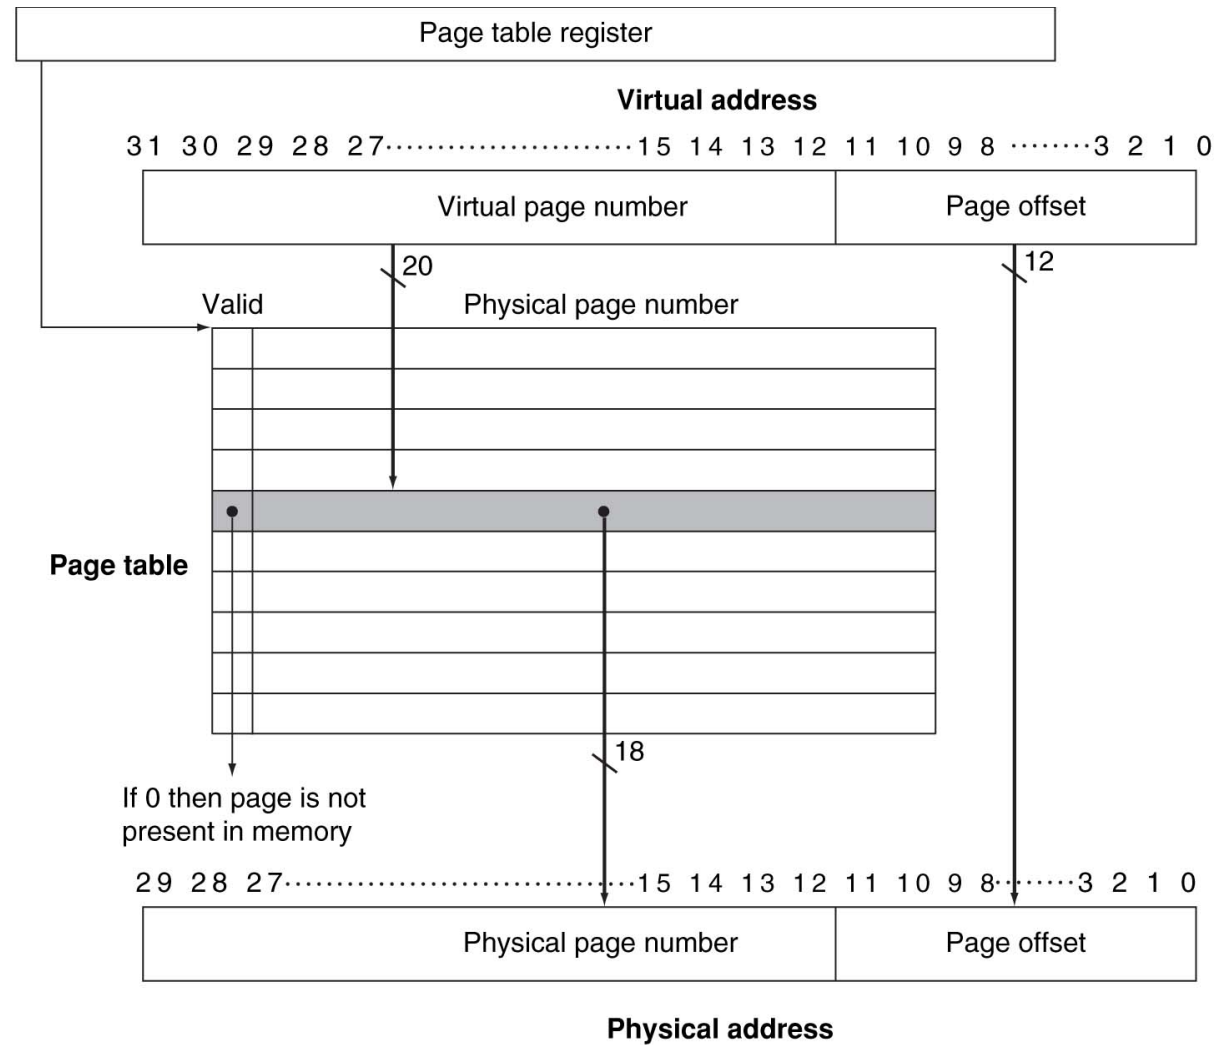 Page table register
Virtual address
31 30 29 28 27........................15 14 13 12 11 10 9 8 ........3 2 1 0
Virtual page number Page offset
20 12
Valid Physical page number
Page table
18
If 0 then page is not
present in memory
29 28 27..................................15 14 13 12 11 10 9 8........3 2 1 0
Physical page number Page offset
Physical address